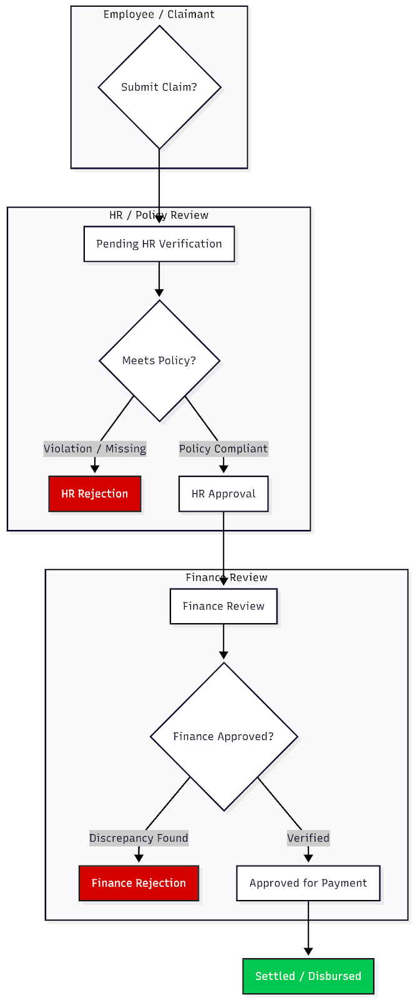 Employee / Claimant
Submit Claim?
HR / Policy Review
Pending HR Verification
Meets Policy?
Violation / Missing
Policy Compliant
HR Rejection
HR Approval
Finance Review
Finance Review
Finance Approved?
Discrepancy Found
Verified
Finance Rejection
Approved for Payment
Settled / Disbursed